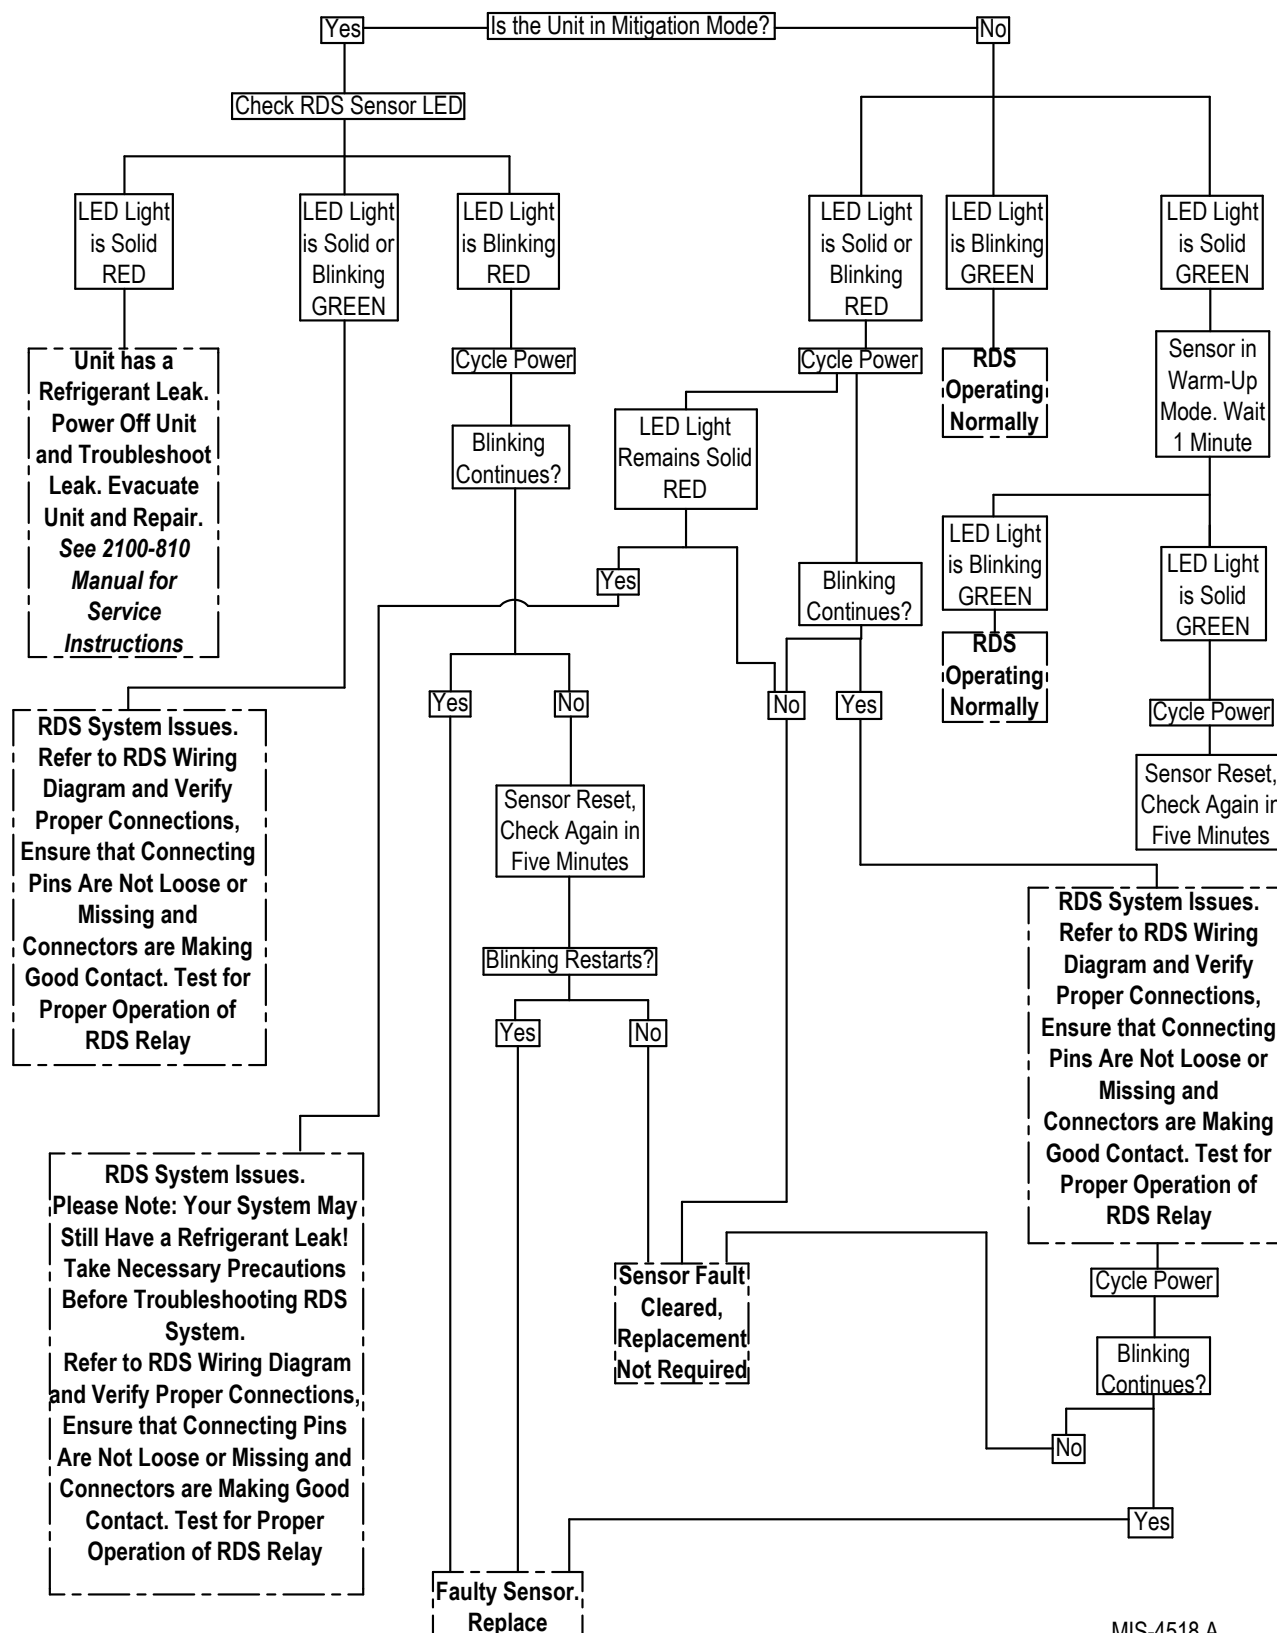 Is the Unit in Mitigation Mode?
Yes
No
Check RDS Sensor LED
LED Light
is Solid
RED
LED Light
is Solid or
Blinking
GREEN
LED Light
is Blinking
RED
LED Light
is Solid or
Blinking
RED
LED Light
is Blinking
GREEN
LED Light
is Solid
GREEN
Unit has a
Refrigerant Leak.
Power Off Unit
and Troubleshoot
Leak. Evacuate
Unit and Repair.
See 2100-810
Manual for
Service
Instructions
Cycle Power
Cycle Power
RDS
Operating
Normally
Sensor in
Warm-Up
Mode. Wait
1 Minute
Blinking
Continues?
LED Light
Remains Solid
RED
LED Light
is Blinking
GREEN
LED Light
is Solid
GREEN
Yes
Blinking
Continues?
RDS
Operating
Normally
Yes
No
No
Yes
Cycle Power
RDS System Issues.
Refer to RDS Wiring
Diagram and Verify
Proper Connections,
Ensure that Connecting
Pins Are Not Loose or
Missing and
Connectors are Making
Good Contact. Test for
Proper Operation of
RDS Relay
Sensor Reset,
Check Again in
Five Minutes
Sensor Reset,
Check Again in
Five Minutes
Blinking Restarts?
Yes
No
RDS System Issues.
Refer to RDS Wiring
Diagram and Verify
Proper Connections,
Ensure that Connecting
Pins Are Not Loose or
Missing and
Connectors are Making
Good Contact. Test for
Proper Operation of
RDS Relay
RDS System Issues.
Please Note: Your System May
Still Have a Refrigerant Leak!
Take Necessary Precautions
Before Troubleshooting RDS
System.
Refer to RDS Wiring Diagram
and Verify Proper Connections,
Ensure that Connecting Pins
Are Not Loose or Missing and
Connectors are Making Good
Contact. Test for Proper
Operation of RDS Relay
Sensor Fault
Cleared,
Replacement
Not Required
Cycle Power
Blinking
Continues?
No
Yes
Faulty Sensor.
Replace
MIS-4518 A